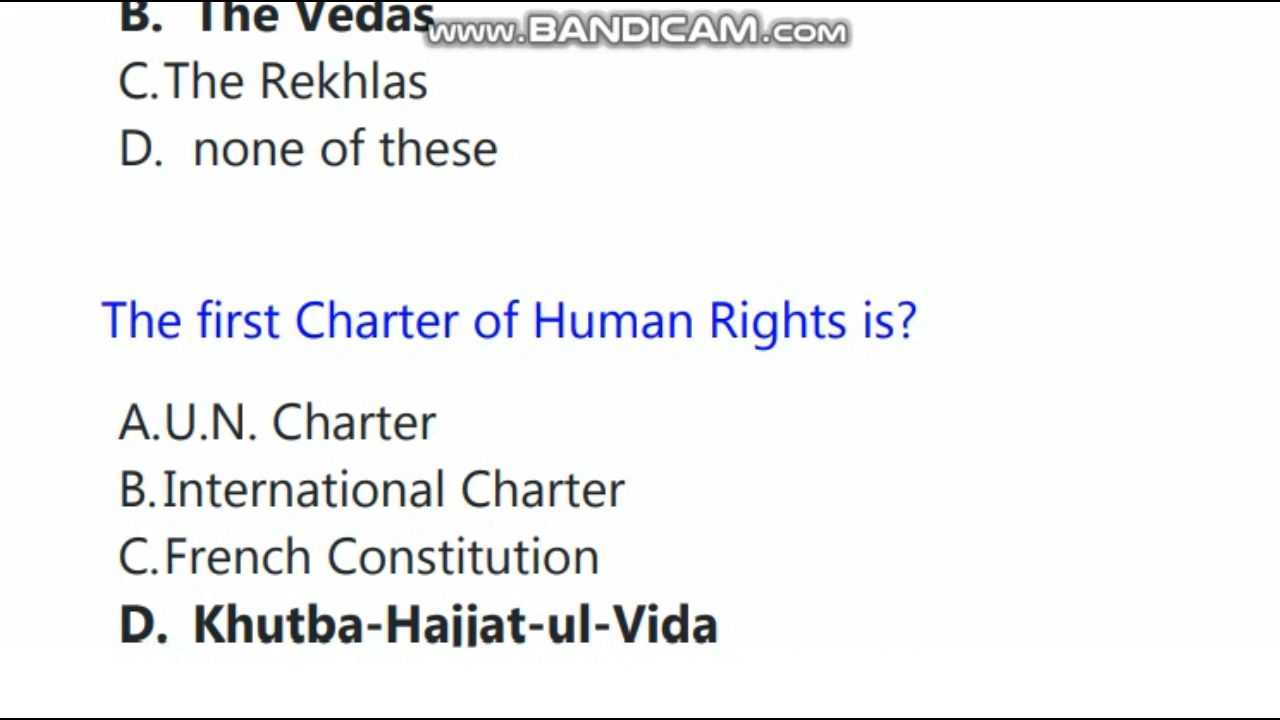 B. The Vedas
www.BANDICAM.com
C. The Rekhlas
D. none of these
The first Charter of Human Rights is?
A. U.N. Charter
B. International Charter
C. French Constitution
D. Khutba-Hajjat-ul-Vida